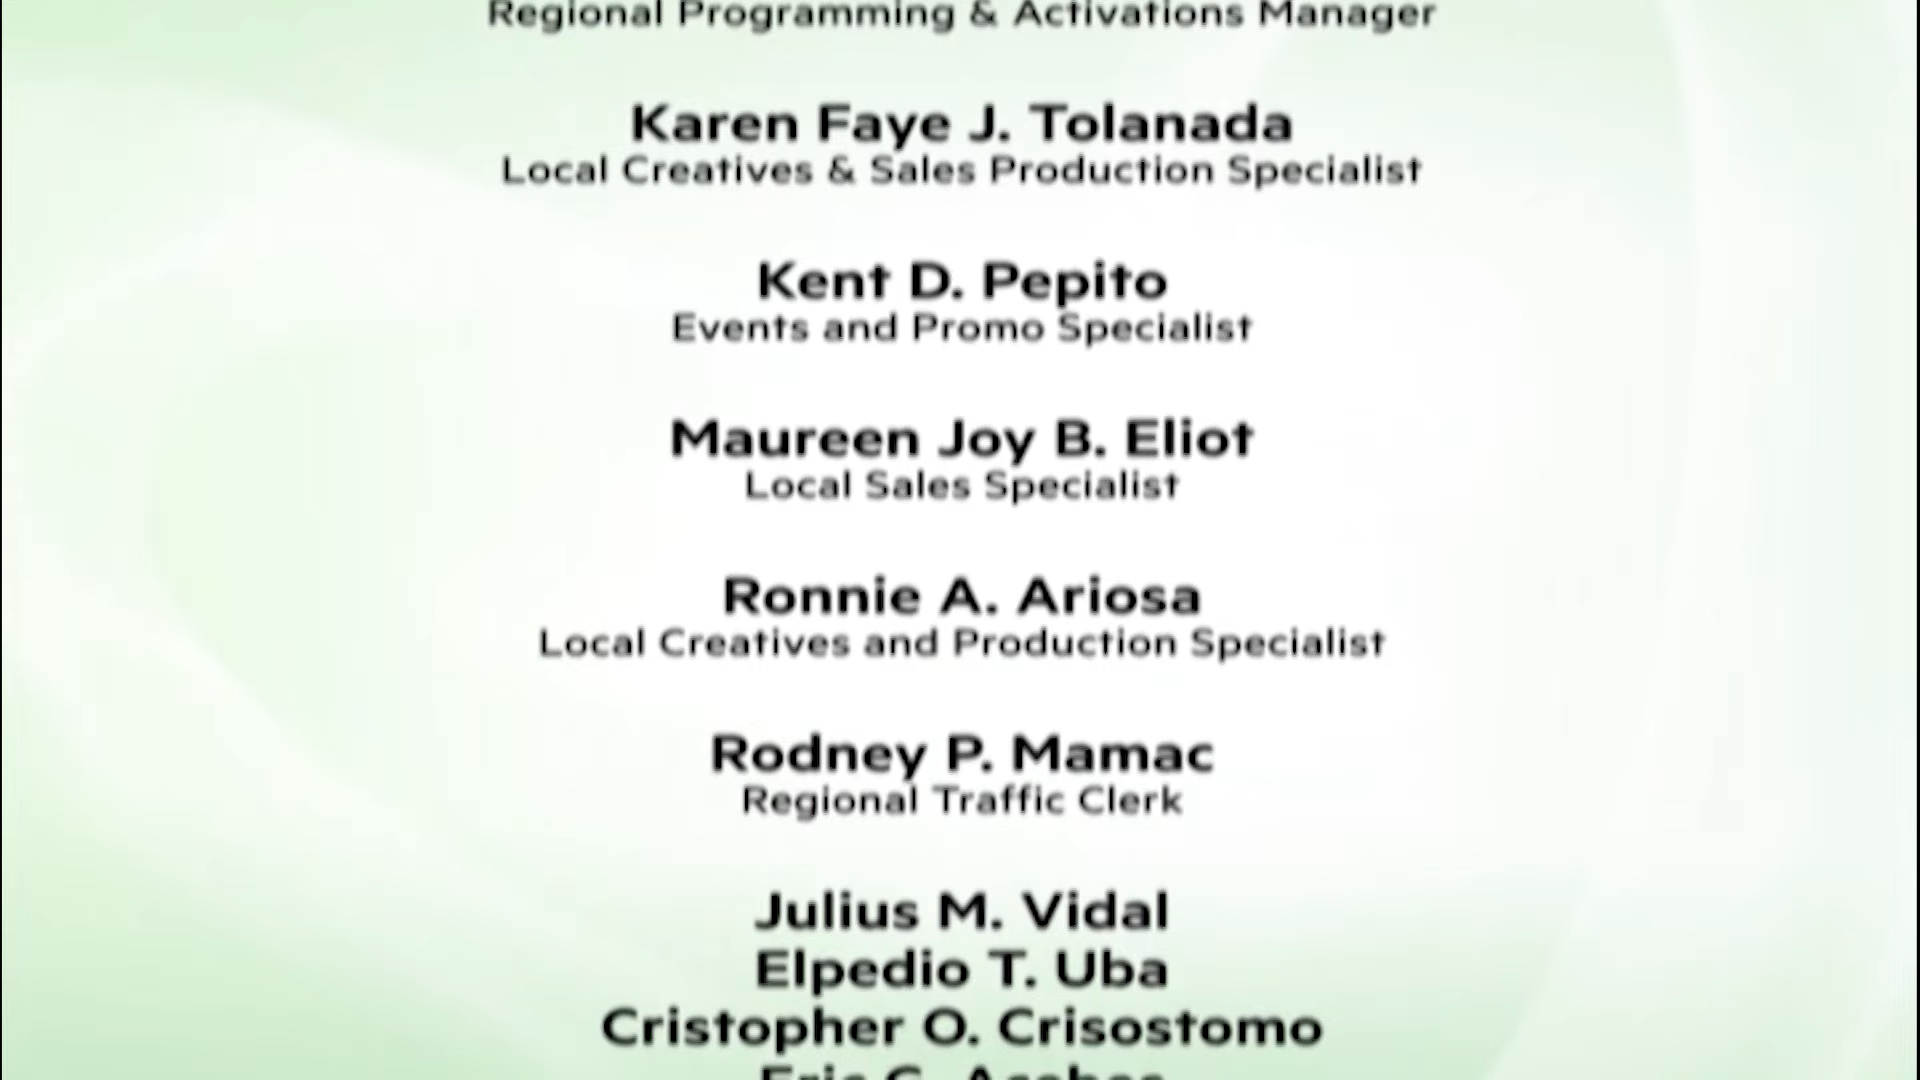 Regional Programming & Activations Manager
Karen Faye J. Tolanada
Local Creatives & Sales Production Specialist
Kent D. Pepito
Events and Promo Specialist
Maureen Joy B. Eliot
Local Sales Specialist
Ronnie A. Ariosa
Local Creatives and Production Specialist
Rodney P. Mamac
Regional Traffic Clerk
Julius M. Vidal
Elpedio T. Uba
Cristopher O. Crisostomo